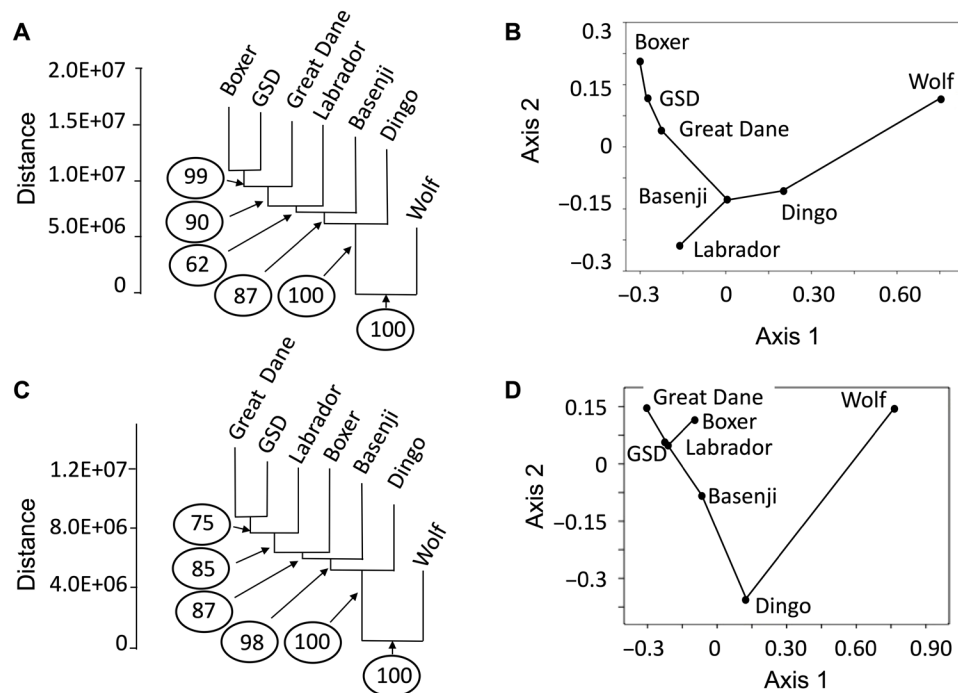 A
Distance
2.0E+07
1.5E+07
1.0E+07
5.0E+06
0
Boxer
GSD
Great Dane
Labrador
Basenji
Dingo
Wolf
99
90
62
87
100
100
B
Axis 2
0.3
0.15
0
−0.15
−0.3
Boxer
GSD
Great Dane
Basenji
Labrador
Dingo
Wolf
−0.3
0
0.30
0.60
Axis 1
C
Distance
1.2E+07
8.0E+06
4.0E+06
0
Great Dane
GSD
Labrador
Boxer
Basenji
Dingo
Wolf
75
85
87
98
100
100
D
Axis 2
0.15
0
−0.15
−0.3
Great Dane
Boxer
Labrador
GSD
Basenji
Dingo
Wolf
−0.3
0
0.30
0.60
0.90
Axis 1